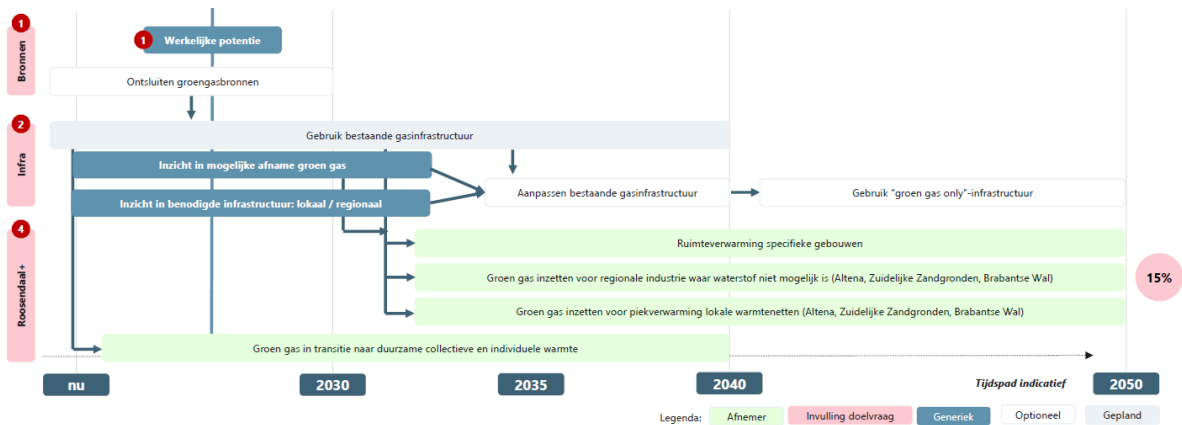 1
Bronnen
1
Werkelijke potentie
Ontsluiten groengasbronnen
2
Infra
Gebruik bestaande gasinfrastructuur
Inzicht in mogelijke afname groen gas
Inzicht in benodigde infrastructuur: lokaal / regionaal
Aanpassen bestaande gasinfrastructuur
Gebruik "groen gas only"-infrastructuur
4
Roosendaal+
Ruimteverwarming specifieke gebouwen
Groen gas inzetten voor regionale industrie waar waterstof niet mogelijk is (Altena, Zuidelijke Zandgronden, Brabantse Wal)
15%
Groen gas inzetten voor piekverwarming lokale warmtenetten (Altena, Zuidelijke Zandgronden, Brabantse Wal)
Groen gas in transitie naar duurzame collectieve en individuele warmte
nu
2030
2035
2040
Tijdspad indicatief
2050
Legenda:
Afnemer
Invulling doelvraag
Generiek
Optioneel
Gepland